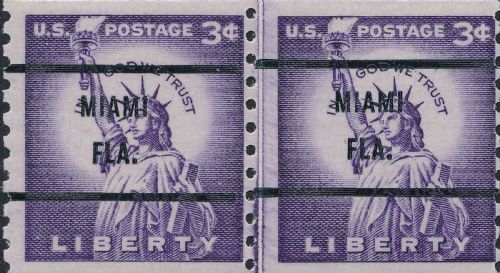 U.S. POSTAGE 3¢
IN GOD WE TRUST
MIAMI
FLA.
LIBERTY
U.S. POSTAGE 3¢
IN GOD WE TRUST
MIAMI
FLA.
LIBERTY